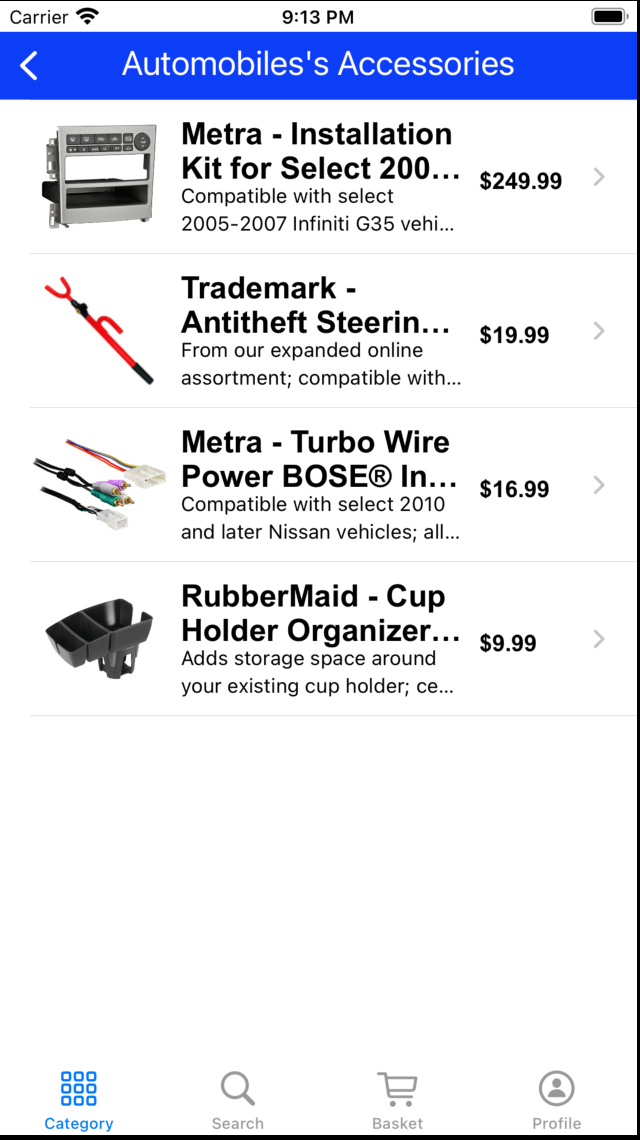 Carrier 9:13 PM
Automobiles's Accessories
Metra - Installation
Kit for Select 200...
Compatible with select
2005-2007 Infiniti G35 vehi...
$249.99
Trademark -
Antitheft Steerin...
From our expanded online
assortment; compatible with...
$19.99
Metra - Turbo Wire
Power BOSE® In...
Compatible with select 2010
and later Nissan vehicles; all...
$16.99
RubberMaid - Cup
Holder Organizer...
Adds storage space around
your existing cup holder; ce...
$9.99
Category Search Basket Profile